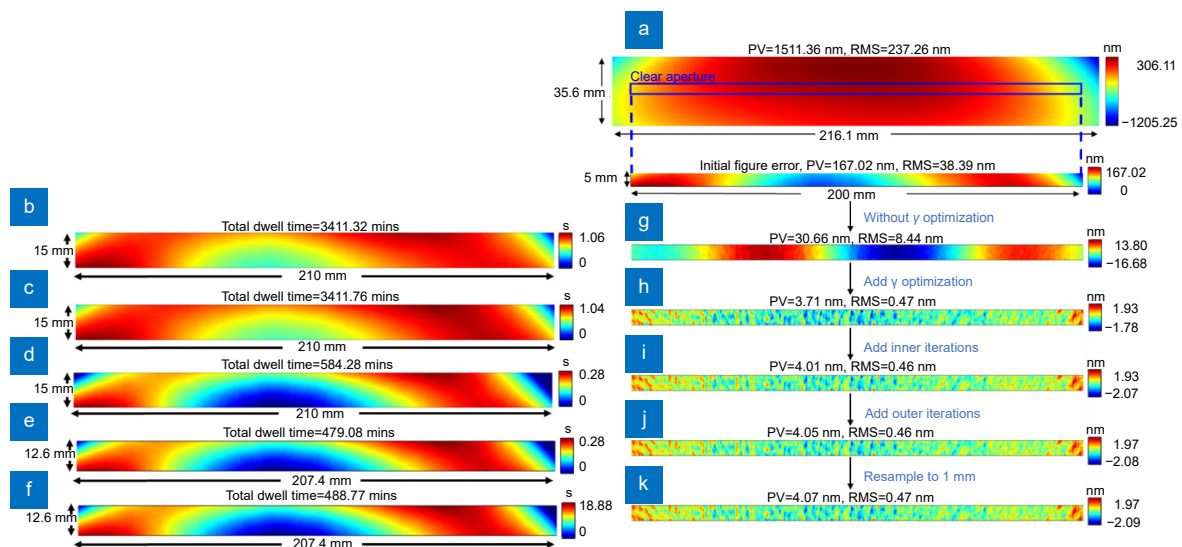 a
PV=1511.36 nm, RMS=237.26 nm
nm
306.11
−1205.25
Clear aperture
35.6 mm
216.1 mm
Initial figure error, PV=167.02 nm, RMS=38.39 nm
nm
167.02
0
5 mm
200 mm
b
Total dwell time=3411.32 mins
s
1.06
0
15 mm
210 mm
c
Total dwell time=3411.76 mins
s
1.04
0
15 mm
210 mm
d
Total dwell time=584.28 mins
s
0.28
0
15 mm
210 mm
e
Total dwell time=479.08 mins
s
0.28
0
12.6 mm
207.4 mm
f
Total dwell time=488.77 mins
s
18.88
0
12.6 mm
207.4 mm
Without γ optimization
g
PV=30.66 nm, RMS=8.44 nm
nm
13.80
−16.68
Add γ optimization
h
PV=3.71 nm, RMS=0.47 nm
nm
1.93
−1.78
Add inner iterations
i
PV=4.01 nm, RMS=0.46 nm
nm
1.93
−2.07
Add outer iterations
j
PV=4.05 nm, RMS=0.46 nm
nm
1.97
−2.08
Resample to 1 mm
k
PV=4.07 nm, RMS=0.47 nm
nm
1.97
−2.09